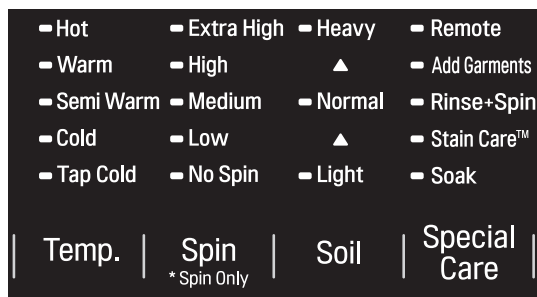 Hot
Extra High
Heavy
Remote
Warm
High
Add Garments
Semi Warm
Medium
Normal
Rinse+Spin
Cold
Low
Stain Care™
Tap Cold
No Spin
Light
Soak
Temp.
Spin
* Spin Only
Soil
Special
Care